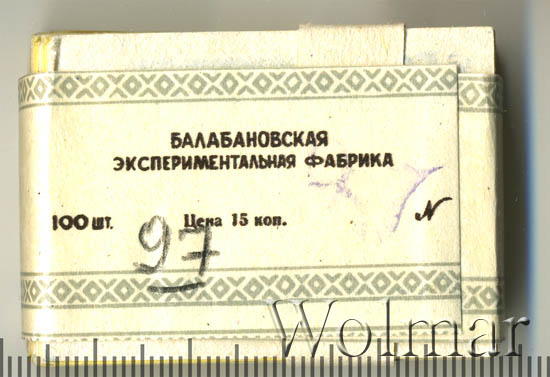 БАЛАБАНОВСКАЯ
ЭКСПЕРИМЕНТАЛЬНАЯ ФАБРИКА
100 шт. Цена 15 коп. N
97
Wolmar